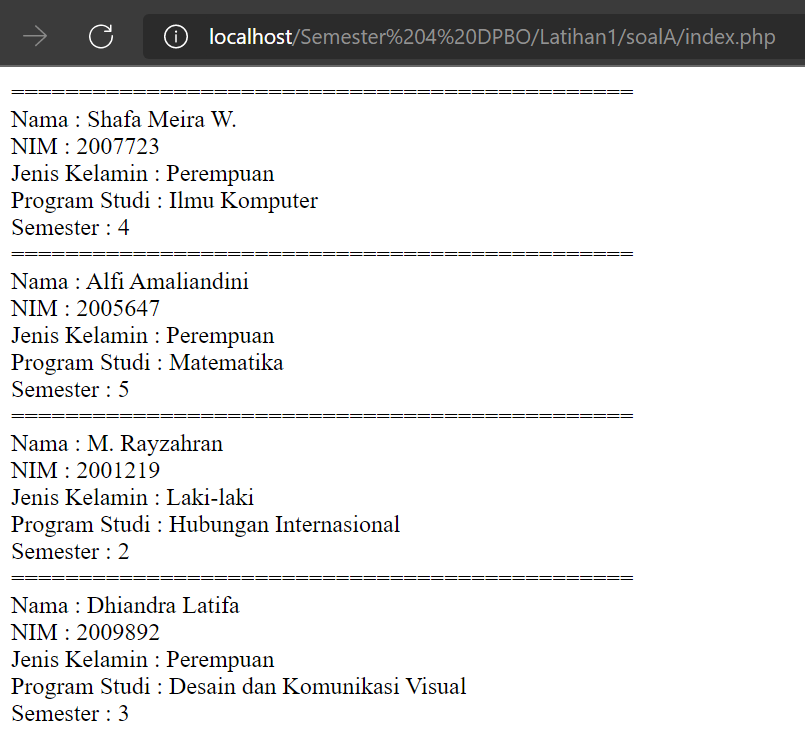 localhost/Semester%204%20DPBO/Latihan1/soalA/index.php
==============================================
Nama : Shafa Meira W.
NIM : 2007723
Jenis Kelamin : Perempuan
Program Studi : Ilmu Komputer
Semester : 4
==============================================
Nama : Alfi Amaliandini
NIM : 2005647
Jenis Kelamin : Perempuan
Program Studi : Matematika
Semester : 5
==============================================
Nama : M. Rayzahran
NIM : 2001219
Jenis Kelamin : Laki-laki
Program Studi : Hubungan Internasional
Semester : 2
==============================================
Nama : Dhiandra Latifa
NIM : 2009892
Jenis Kelamin : Perempuan
Program Studi : Desain dan Komunikasi Visual
Semester : 3